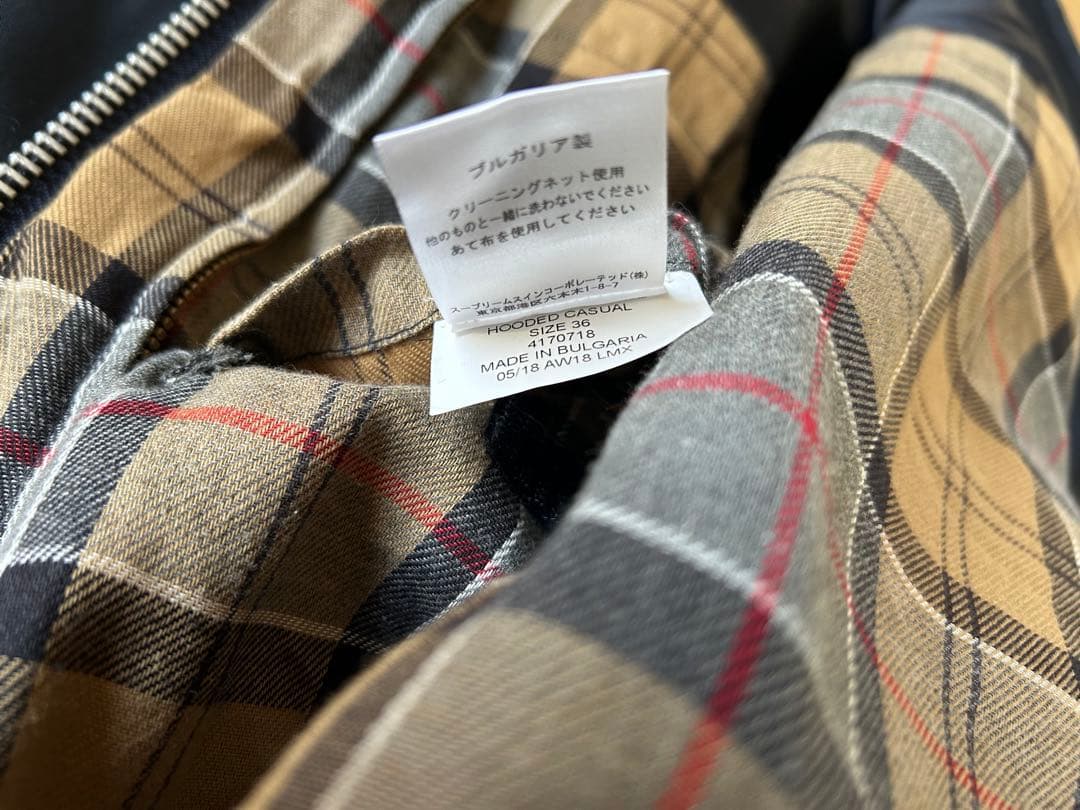 ブルガリア製
クリーニングネット使用
他のものと一緒に洗わないでください
あて布を使用してください
スープリームスインコーポレーテッド(株)
東京都港区六本木1-8-7
HOODED CASUAL
SIZE 36
4170718
MADE IN BULGARIA
05/18 AW18 LMX